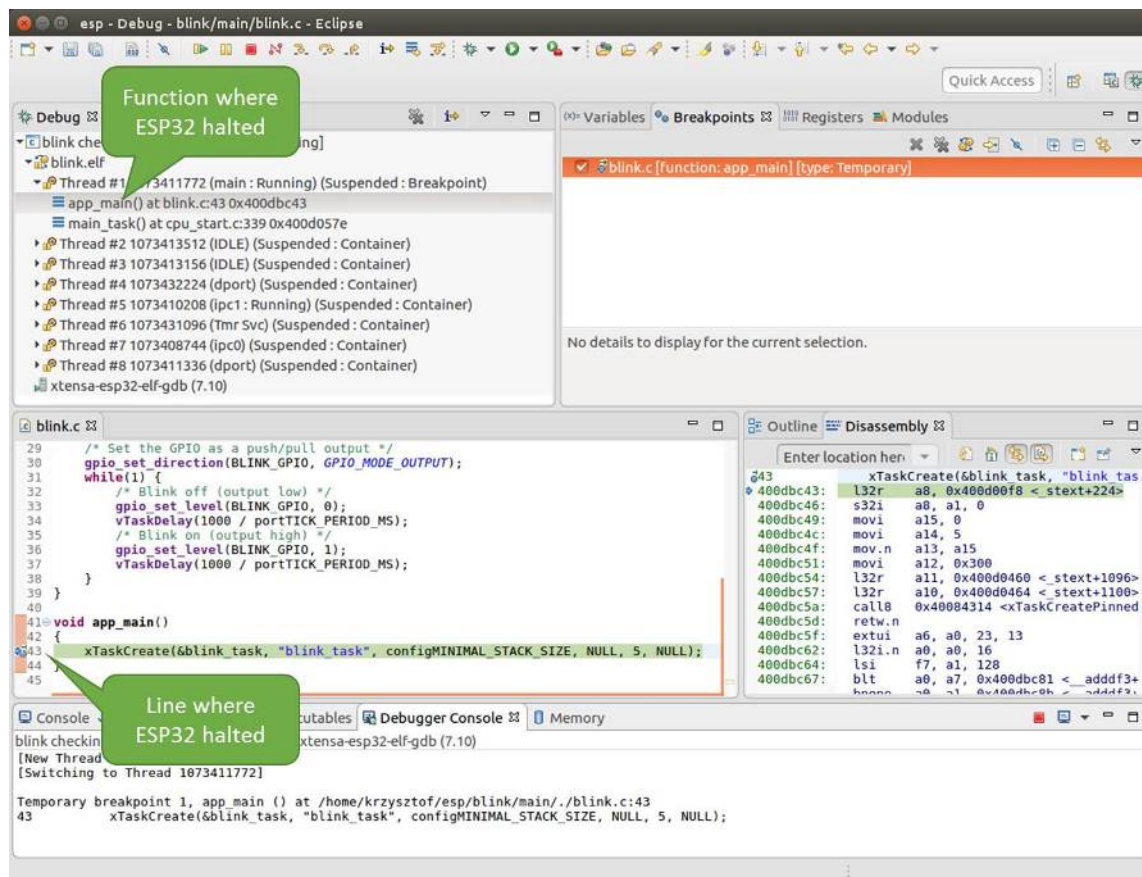 esp - Debug - blink/main/blink.c - Eclipse
Quick Access
Function where
ESP32 halted
Debug
blink che ing]
blink.elf
Thread #1 1073411772 (main : Running) (Suspended : Breakpoint)
app_main() at blink.c:43 0x400dbc43
main_task() at cpu_start.c:339 0x400d057e
Thread #2 1073413512 (IDLE) (Suspended : Container)
Thread #3 1073413156 (IDLE) (Suspended : Container)
Thread #4 1073432224 (dport) (Suspended : Container)
Thread #5 1073410208 (ipc1 : Running) (Suspended : Container)
Thread #6 1073431096 (Tmr Svc) (Suspended : Container)
Thread #7 1073408744 (ipc0) (Suspended : Container)
Thread #8 1073411336 (dport) (Suspended : Container)
xtensa-esp32-elf-gdb (7.10)
(x)= Variables Breakpoints Registers Modules
blink.c [function: app_main] [type: Temporary]
No details to display for the current selection.
blink.c
29 /* Set the GPIO as a push/pull output */
30 gpio_set_direction(BLINK_GPIO, GPIO_MODE_OUTPUT);
31 while(1) {
32 /* Blink off (output low) */
33 gpio_set_level(BLINK_GPIO, 0);
34 vTaskDelay(1000 / portTICK_PERIOD_MS);
35 /* Blink on (output high) */
36 gpio_set_level(BLINK_GPIO, 1);
37 vTaskDelay(1000 / portTICK_PERIOD_MS);
38 }
39 }
40
41 void app_main()
42 {
43 xTaskCreate(&blink_task, "blink_task", configMINIMAL_STACK_SIZE, NULL, 5, NULL);
44
45
Outline Disassembly
Enter location here
43 xTaskCreate(&blink_task, "blink_tas
400dbc43: l32r a8, 0x400d00f8 <_stext+224>
400dbc46: s32i a8, a1, 0
400dbc49: movi a15, 0
400dbc4c: movi a14, 5
400dbc4f: mov.n a13, a15
400dbc51: movi a12, 0x300
400dbc54: l32r a11, 0x400d0460 <_stext+1096>
400dbc57: l32r a10, 0x400d0464 <_stext+1100>
400dbc5a: call8 0x40084314 <xTaskCreatePinned
400dbc5d: retw.n
400dbc5f: extui a6, a0, 23, 13
400dbc62: l32i.n a0, a0, 16
400dbc64: lsi f7, a1, 128
400dbc67: blt a0, a7, 0x400dbc81 <__adddf3+
Line where
ESP32 halted
Console cutables Debugger Console Memory
blink checkin xtensa-esp32-elf-gdb (7.10)
[New Thread
[Switching to Thread 1073411772]
Temporary breakpoint 1, app_main () at /home/krzysztof/esp/blink/main/./blink.c:43
43 xTaskCreate(&blink_task, "blink_task", configMINIMAL_STACK_SIZE, NULL, 5, NULL);